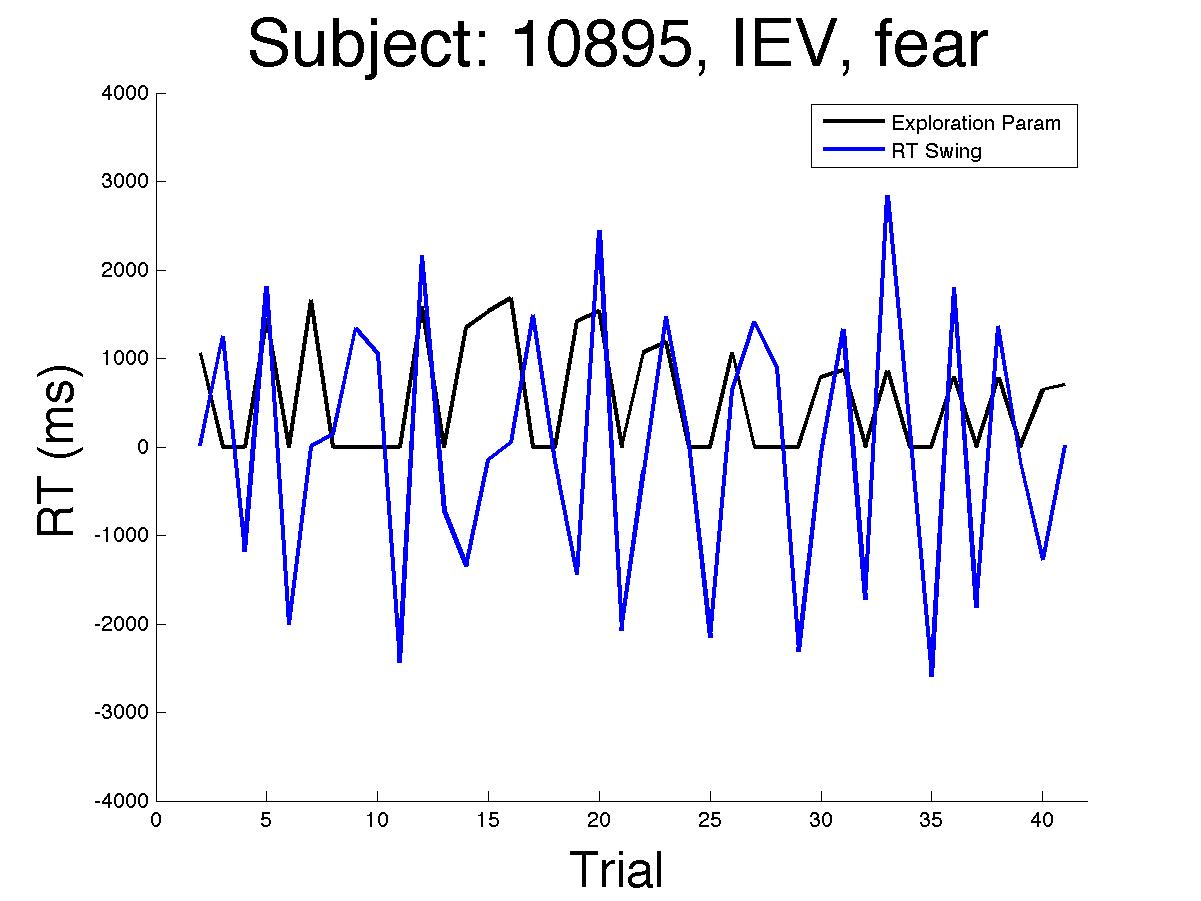 Subject: 10895, IEV, fear
Exploration Param
RT Swing
4000
3000
2000
1000
0
-1000
-2000
-3000
-4000
RT (ms)
0 5 10 15 20 25 30 35 40
Trial